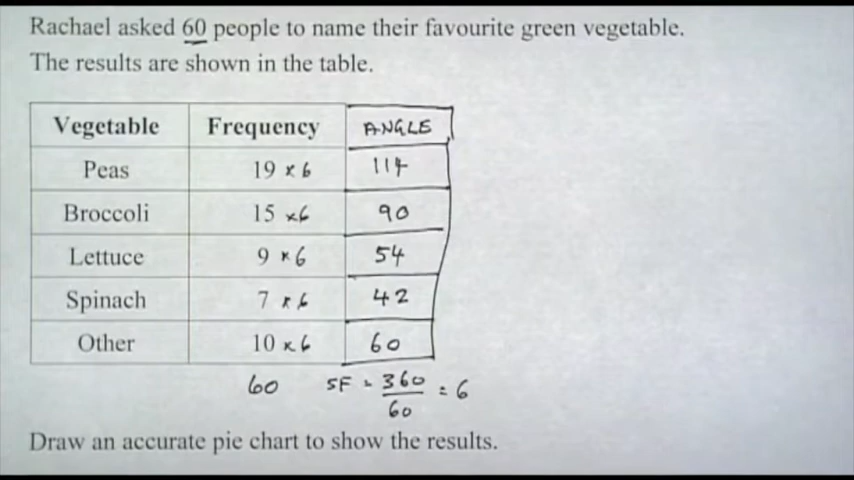 Rachael asked 60 people to name their favourite green vegetable.
The results are shown in the table.
Vegetable Frequency ANGLE
Peas 19 × 6 114
Broccoli 15 ×6 90
Lettuce 9 × 6 54
Spinach 7 × 6 42
Other 10 × 6 60
60 SF = 360/60 = 6
Draw an accurate pie chart to show the results.